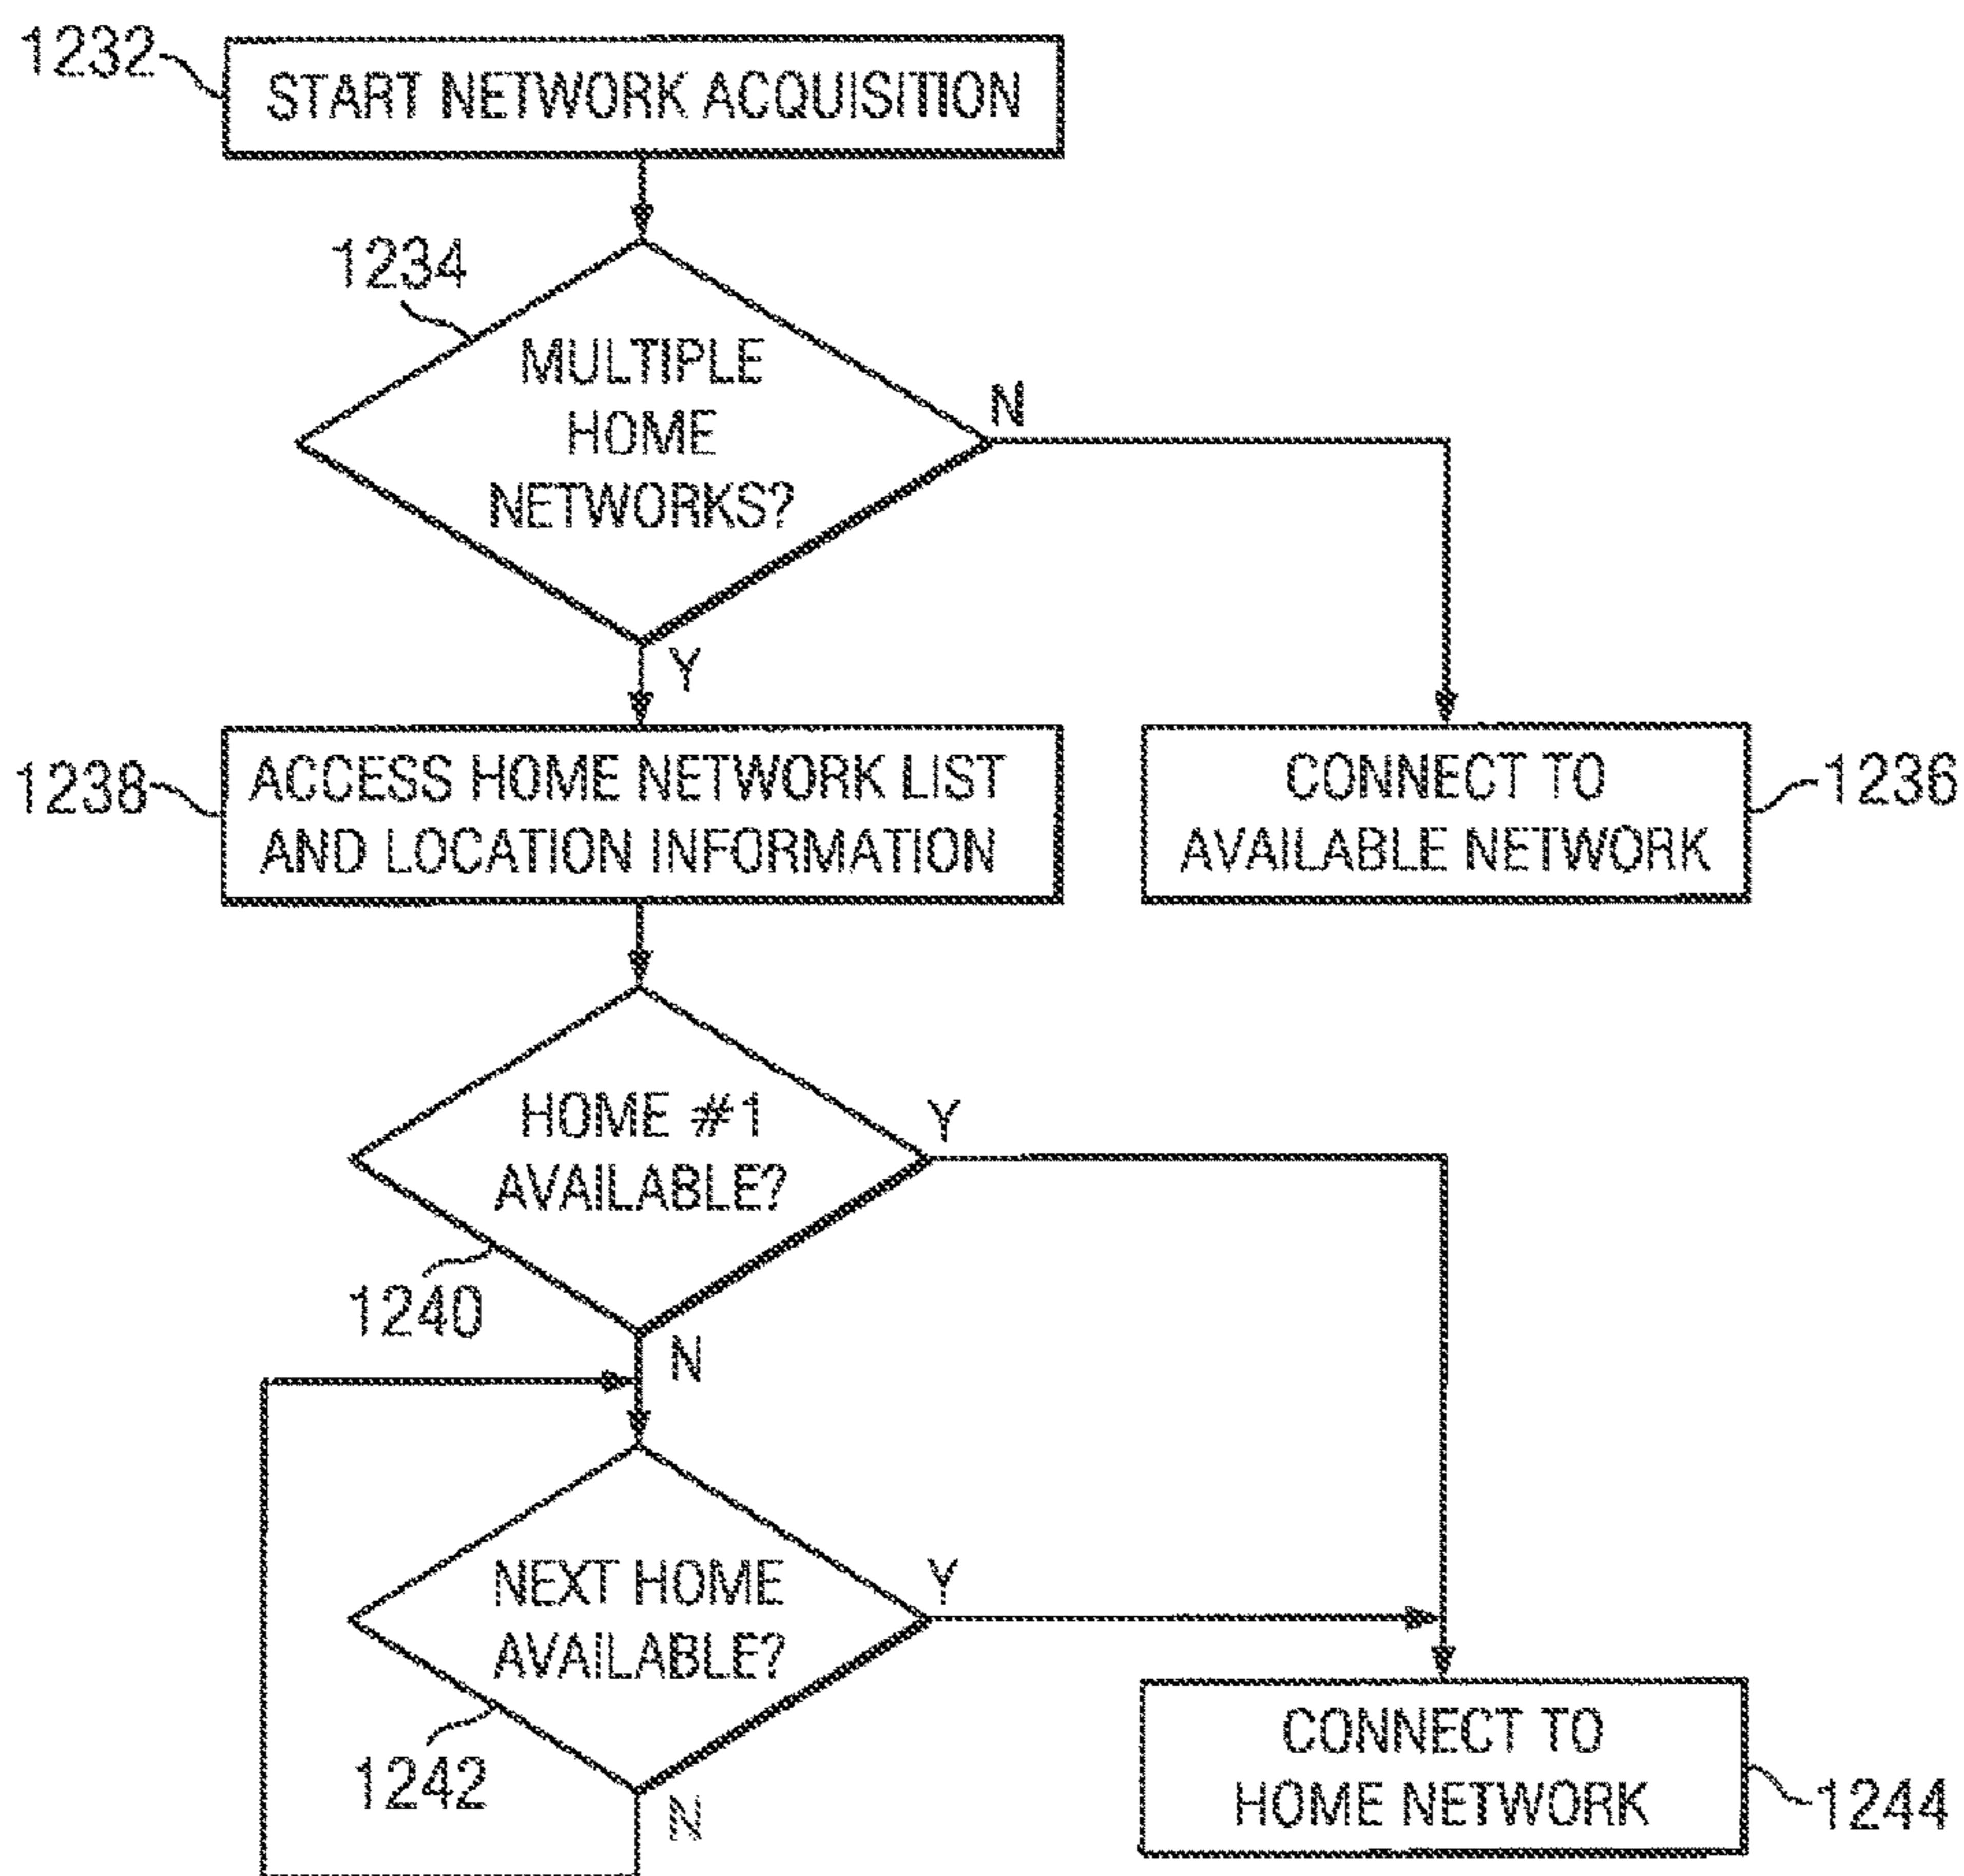 1232
START NETWORK ACQUISITION
1234
MULTIPLE
HOME
NETWORKS?
N
Y
1238
ACCESS HOME NETWORK LIST
AND LOCATION INFORMATION
CONNECT TO
AVAILABLE NETWORK
1236
HOME #1
AVAILABLE?
Y
1240
N
NEXT HOME
AVAILABLE?
Y
1242
N
CONNECT TO
HOME NETWORK
1244